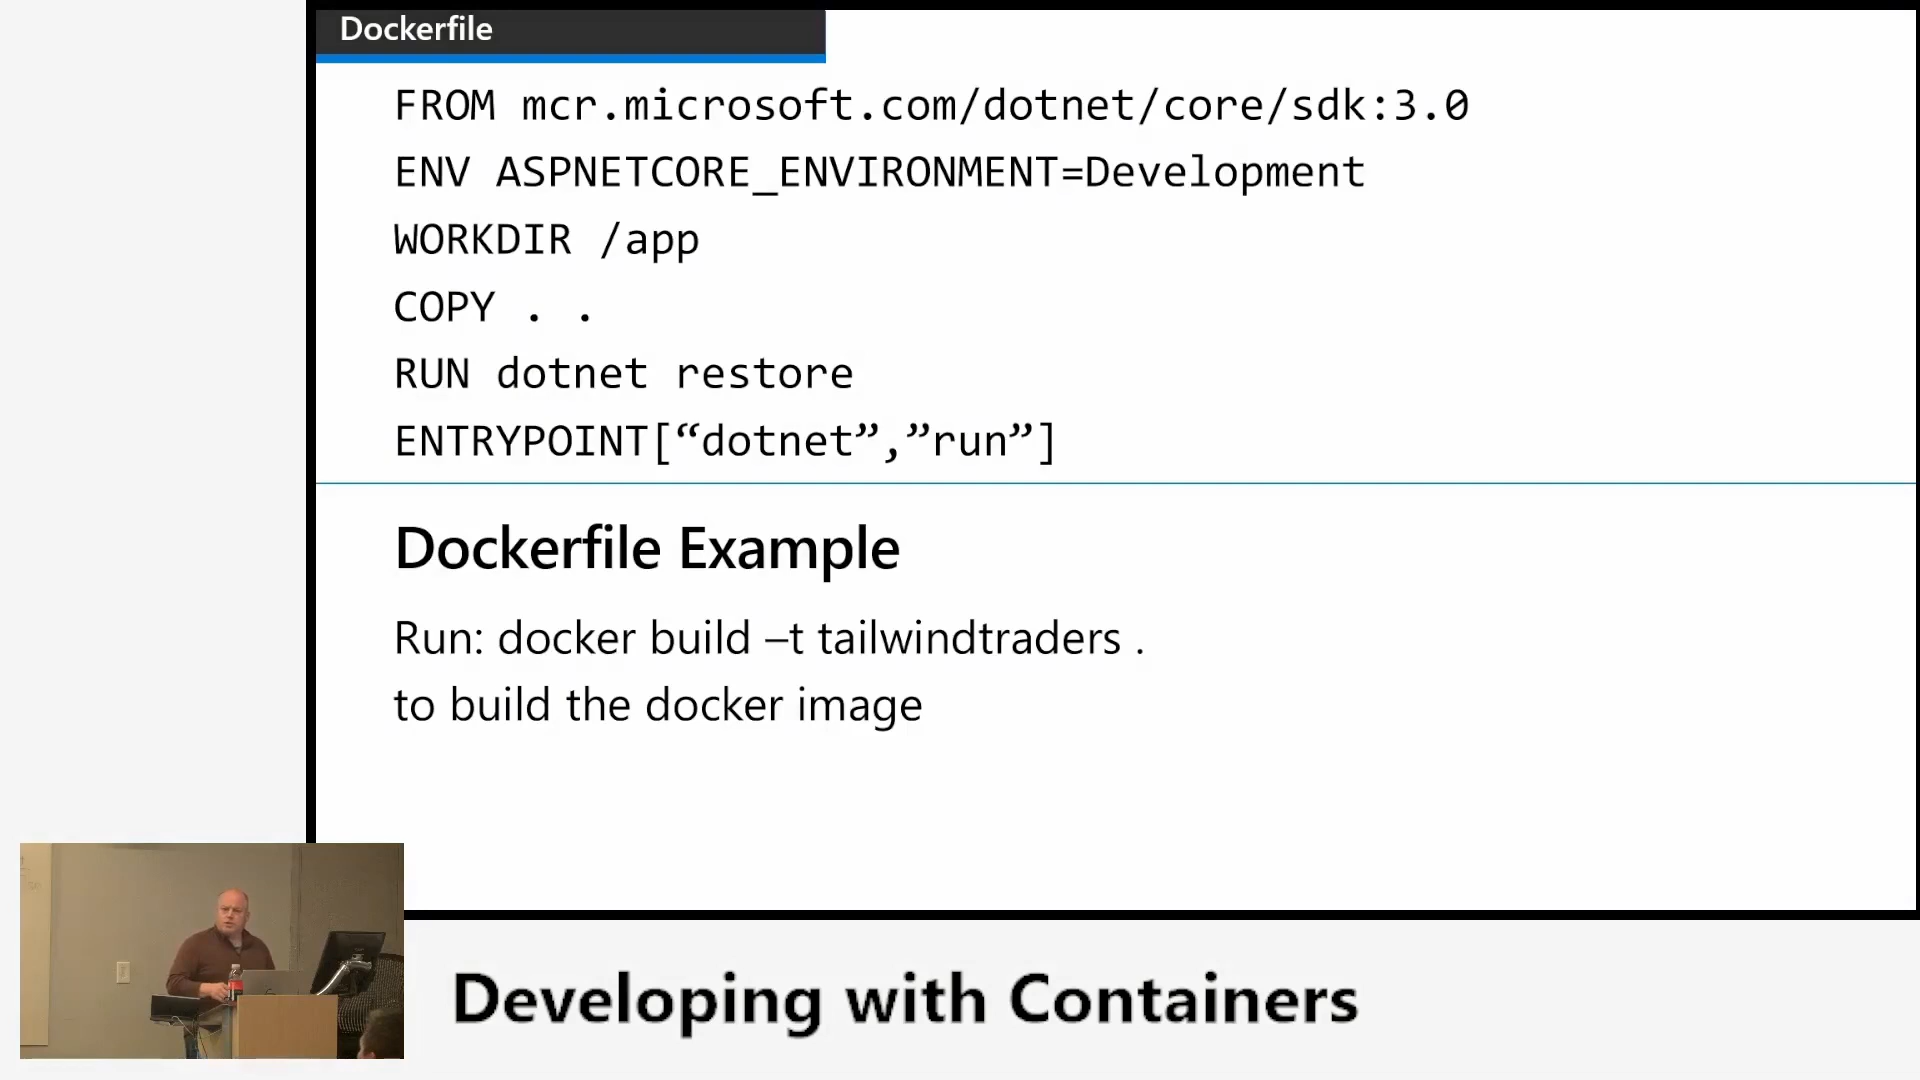 Dockerfile
FROM mcr.microsoft.com/dotnet/core/sdk:3.0
ENV ASPNETCORE_ENVIRONMENT=Development
WORKDIR /app
COPY . .
RUN dotnet restore
ENTRYPOINT[“dotnet”,”run”]
Dockerfile Example
Run: docker build –t tailwindtraders .
to build the docker image
Developing with Containers